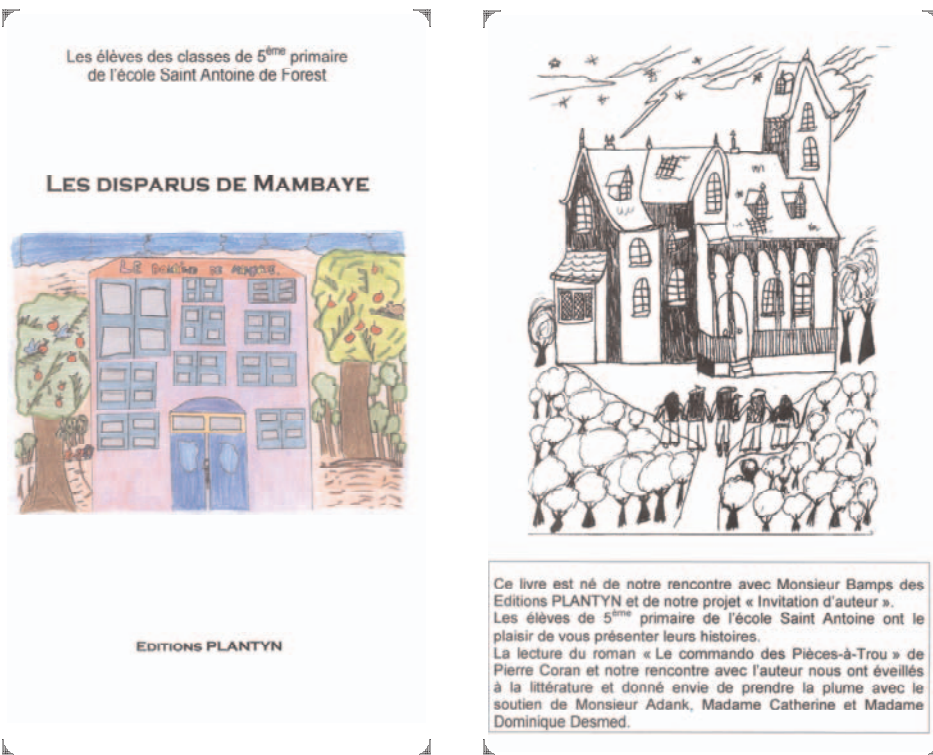 Les élèves des classes de 5ème primaire
de l'école Saint Antoine de Forest
LES DISPARUS DE MAMBAYE
LE DOMAINE DE MAMBAYE
EDITIONS PLANTYN
Ce livre est né de notre rencontre avec Monsieur Bamps des
Editions PLANTYN et de notre projet « Invitation d'auteur ».
Les élèves de 5ème primaire de l'école Saint Antoine ont le
plaisir de vous présenter leurs histoires.
La lecture du roman « Le commando des Pièces-à-Trou » de
Pierre Coran et notre rencontre avec l'auteur nous ont éveillés
à la littérature et donné envie de prendre la plume avec le
soutien de Monsieur Adank, Madame Catherine et Madame
Dominique Desmed.